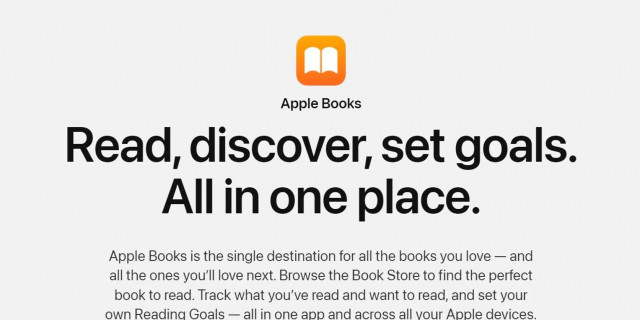 Apple Books
Read, discover, set goals.
All in one place.
Apple Books is the single destination for all the books you love — and
all the ones you’ll love next. Browse the Book Store to find the perfect
book to read. Track what you’ve read and want to read, and set your
own Reading Goals — all in one app and across all your Apple devices.